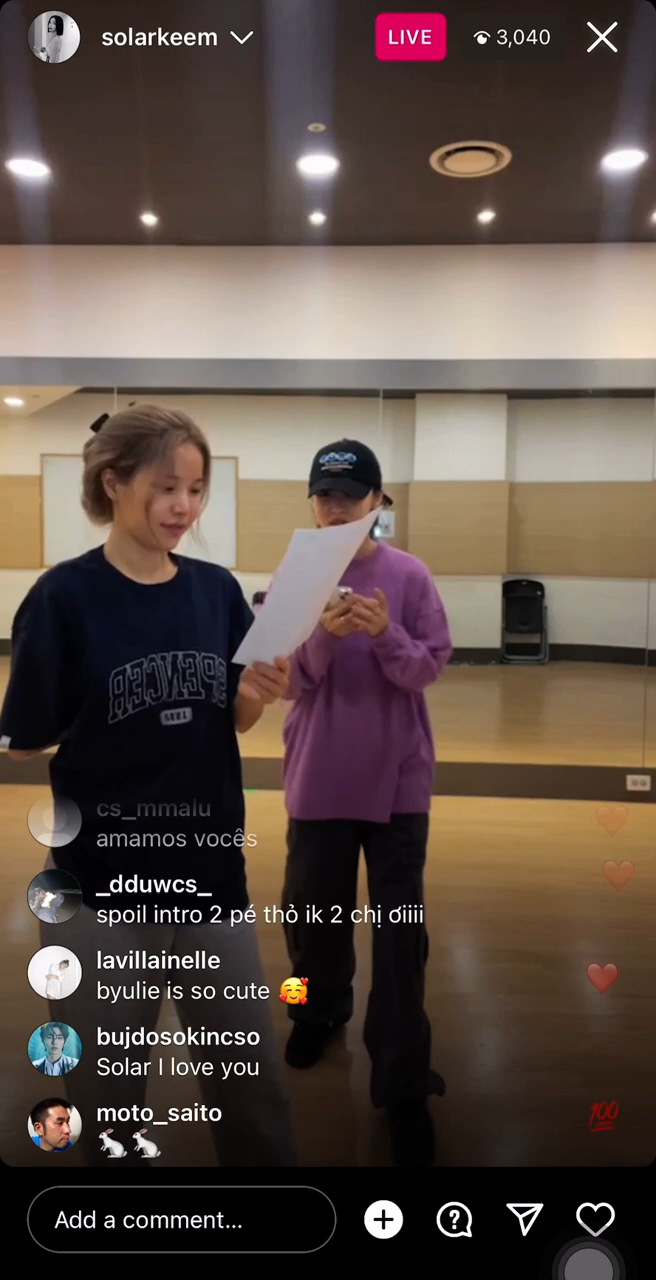 solarkeem
LIVE
3,040
SPENCER
cs_mmalu
amamos vocês
_dduwcs_
spoil intro 2 pé thỏ ik 2 chị ơiiii
lavillainelle
byulie is so cute 🥰
bujdosokincso
Solar I love you
moto_saito
🐇🐇
💯
Add a comment...